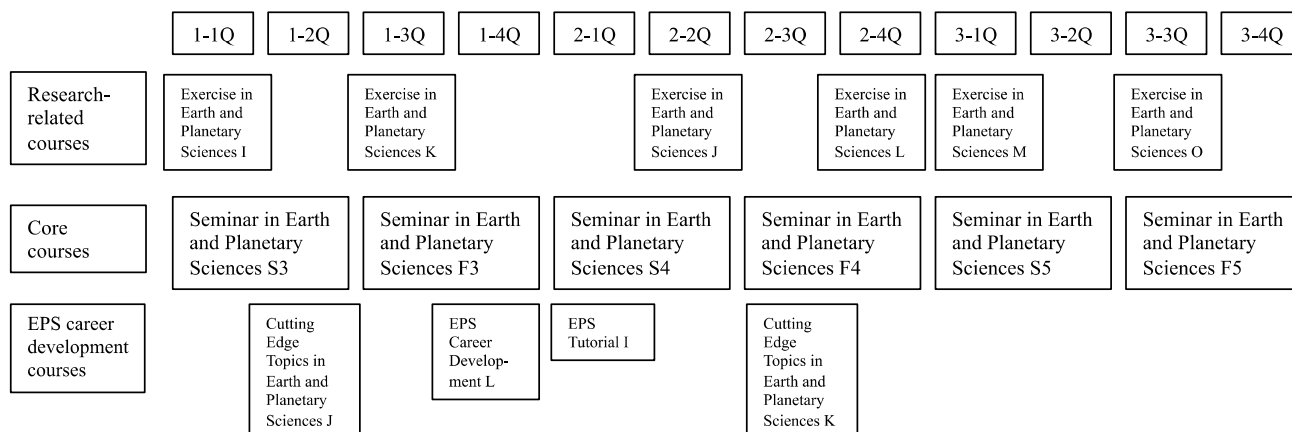 1-1Q 1-2Q 1-3Q 1-4Q 2-1Q 2-2Q 2-3Q 2-4Q 3-1Q 3-2Q 3-3Q 3-4Q
Research-
related
courses
Exercise in
Earth and
Planetary
Sciences I
Exercise in
Earth and
Planetary
Sciences K
Exercise in
Earth and
Planetary
Sciences J
Exercise in
Earth and
Planetary
Sciences L
Exercise in
Earth and
Planetary
Sciences M
Exercise in
Earth and
Planetary
Sciences O
Core
courses
Seminar in Earth
and Planetary
Sciences S3
Seminar in Earth
and Planetary
Sciences F3
Seminar in Earth
and Planetary
Sciences S4
Seminar in Earth
and Planetary
Sciences F4
Seminar in Earth
and Planetary
Sciences S5
Seminar in Earth
and Planetary
Sciences F5
EPS career
development
courses
Cutting
Edge
Topics in
Earth and
Planetary
Sciences J
EPS
Career
Develop-
ment L
EPS
Tutorial I
Cutting
Edge
Topics in
Earth and
Planetary
Sciences K